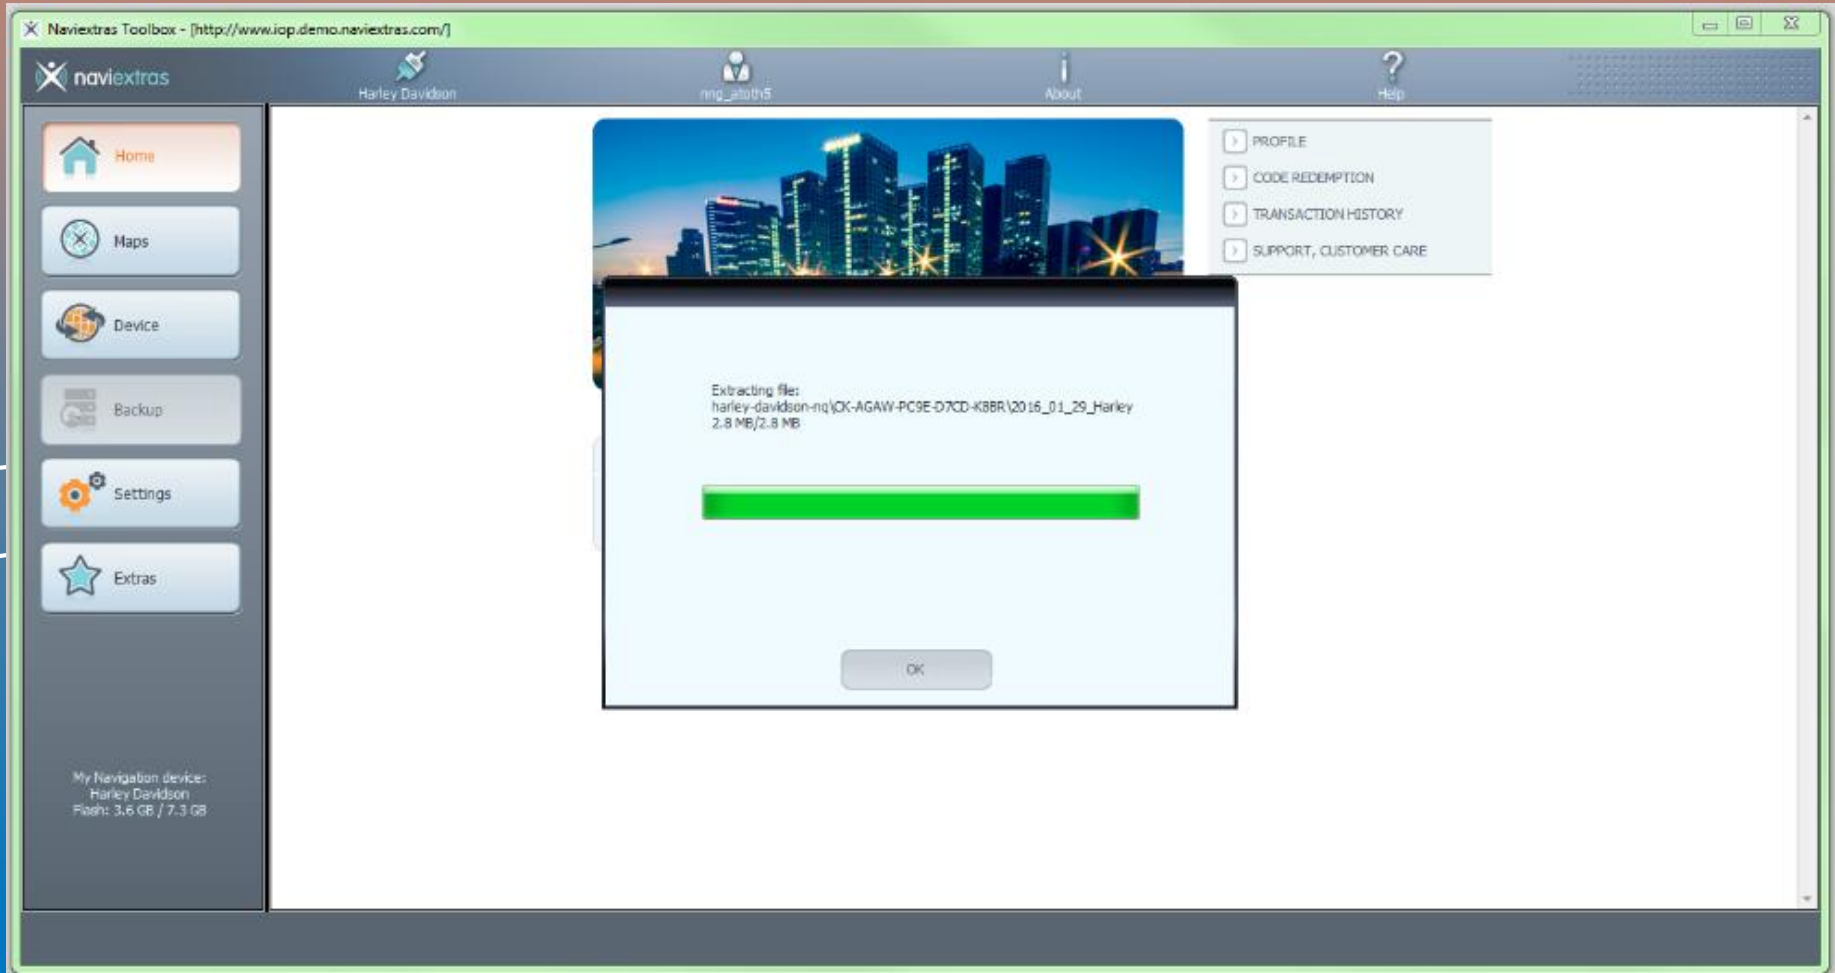 Naviextras Toolbox - [http://www.iop.demo.naviextras.com/]
naviextras
Harley Davidson
nng_atoth5
About
Help
Home
Maps
Device
Backup
Settings
Extras
My Navigation device:
Harley Davidson
Flash: 3.6 GB / 7.3 GB
PROFILE
CODE REDEMPTION
TRANSACTION HISTORY
SUPPORT, CUSTOMER CARE
Extracting file:
harley-davidson-nq\CK-AGAW-PC9E-D7CD-K8BR\2016_01_29_Harley
2.8 MB/2.8 MB
OK